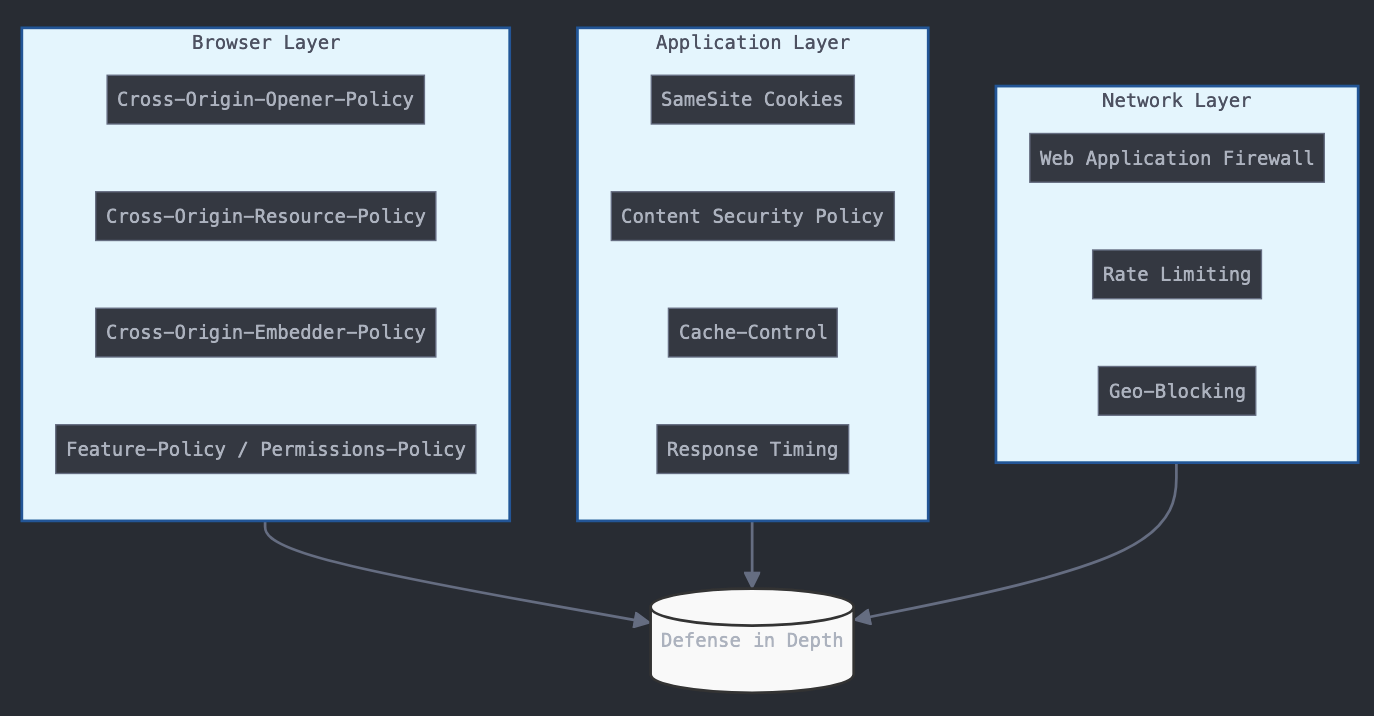 Browser Layer
Cross-Origin-Opener-Policy
Cross-Origin-Resource-Policy
Cross-Origin-Embedder-Policy
Feature-Policy / Permissions-Policy
Application Layer
SameSite Cookies
Content Security Policy
Cache-Control
Response Timing
Network Layer
Web Application Firewall
Rate Limiting
Geo-Blocking
Defense in Depth